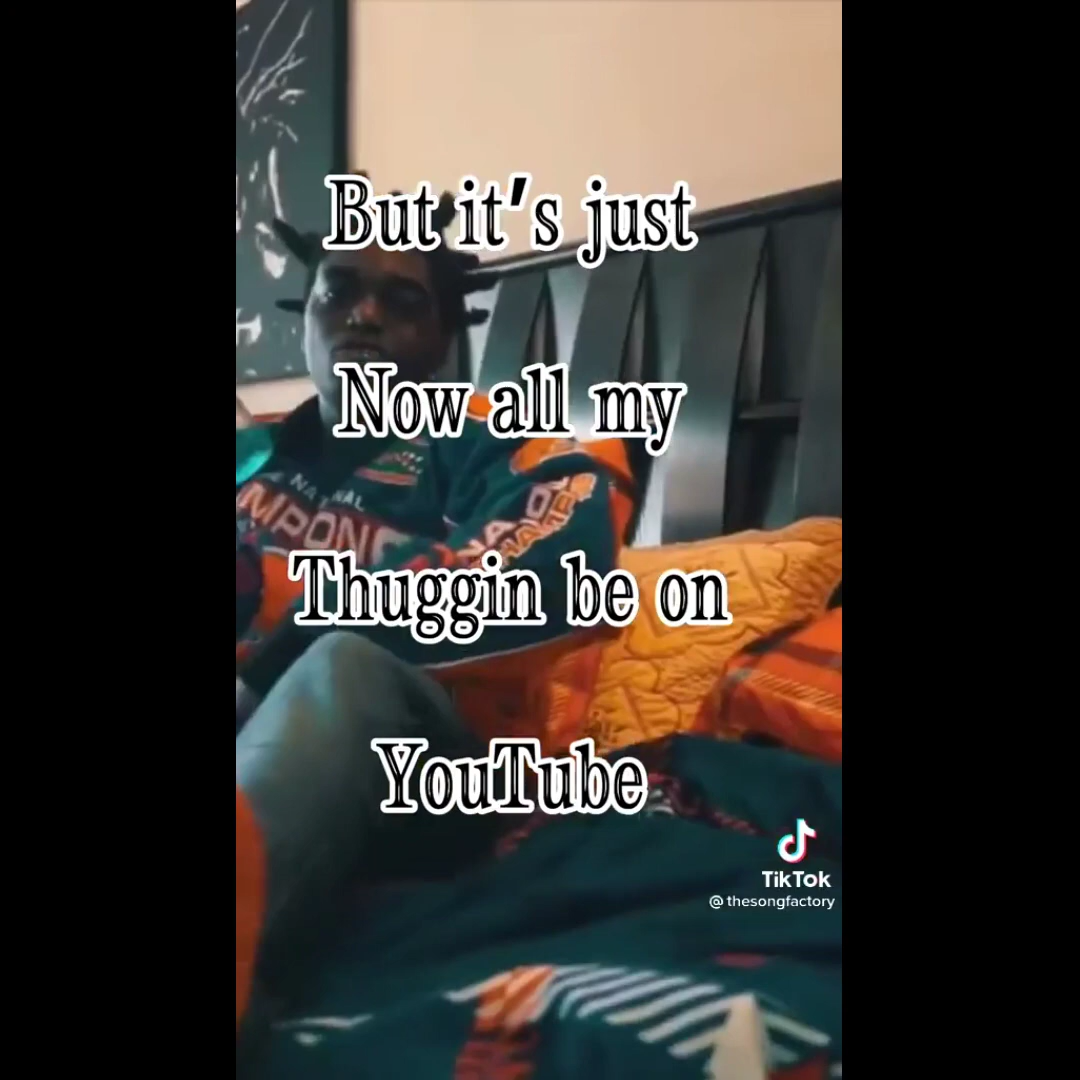 But it's just
Now all my
Thuggin be on
YouTube
TikTok
@thesongfactory